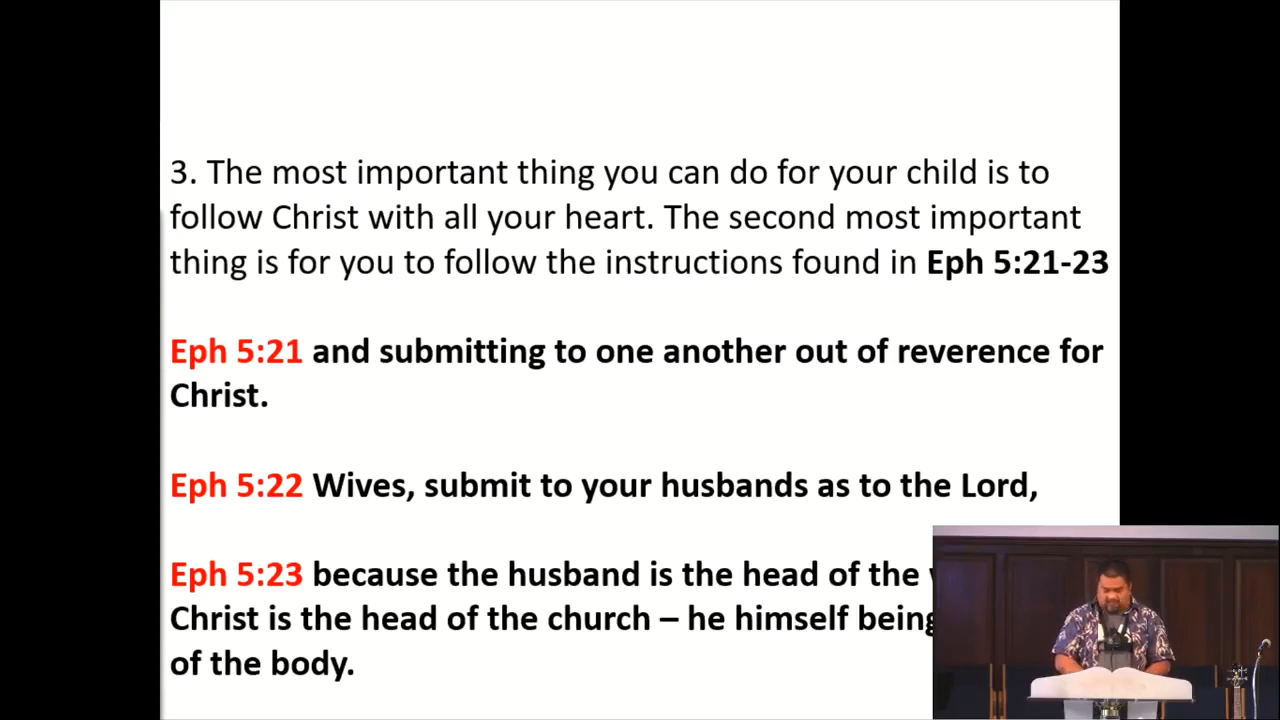 3. The most important thing you can do for your child is to
follow Christ with all your heart. The second most important
thing is for you to follow the instructions found in Eph 5:21-23
Eph 5:21 and submitting to one another out of reverence for
Christ.
Eph 5:22 Wives, submit to your husbands as to the Lord,
Eph 5:23 because the husband is the head of the
Christ is the head of the church – he himself being
of the body.